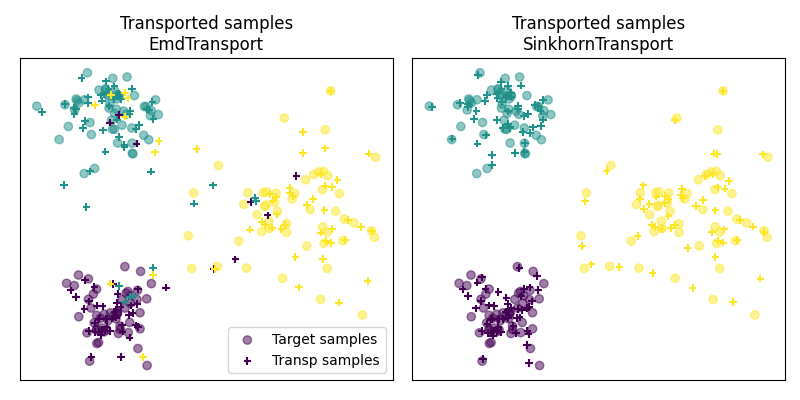 Transported samples
EmdTransport
Transported samples
SinkhornTransport
Target samples
Transp samples